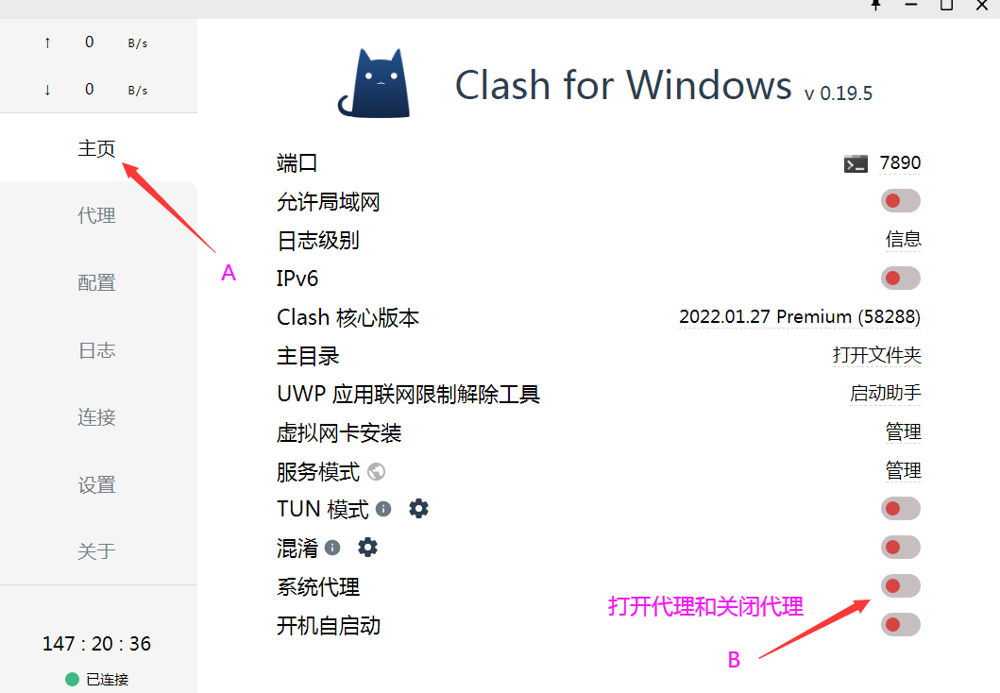 ↑ 0 B/s
↓ 0 B/s
主页
A
代理
配置
日志
连接
设置
关于
147 : 20 : 36
已连接
Clash for Windows v 0.19.5
端口 7890
允许局域网
日志级别 信息
IPv6
Clash 核心版本 2022.01.27 Premium (58288)
主目录 打开文件夹
UWP 应用联网限制解除工具 启动助手
虚拟网卡安装 管理
服务模式 管理
TUN 模式
混淆
系统代理
打开代理和关闭代理
开机自启动
B